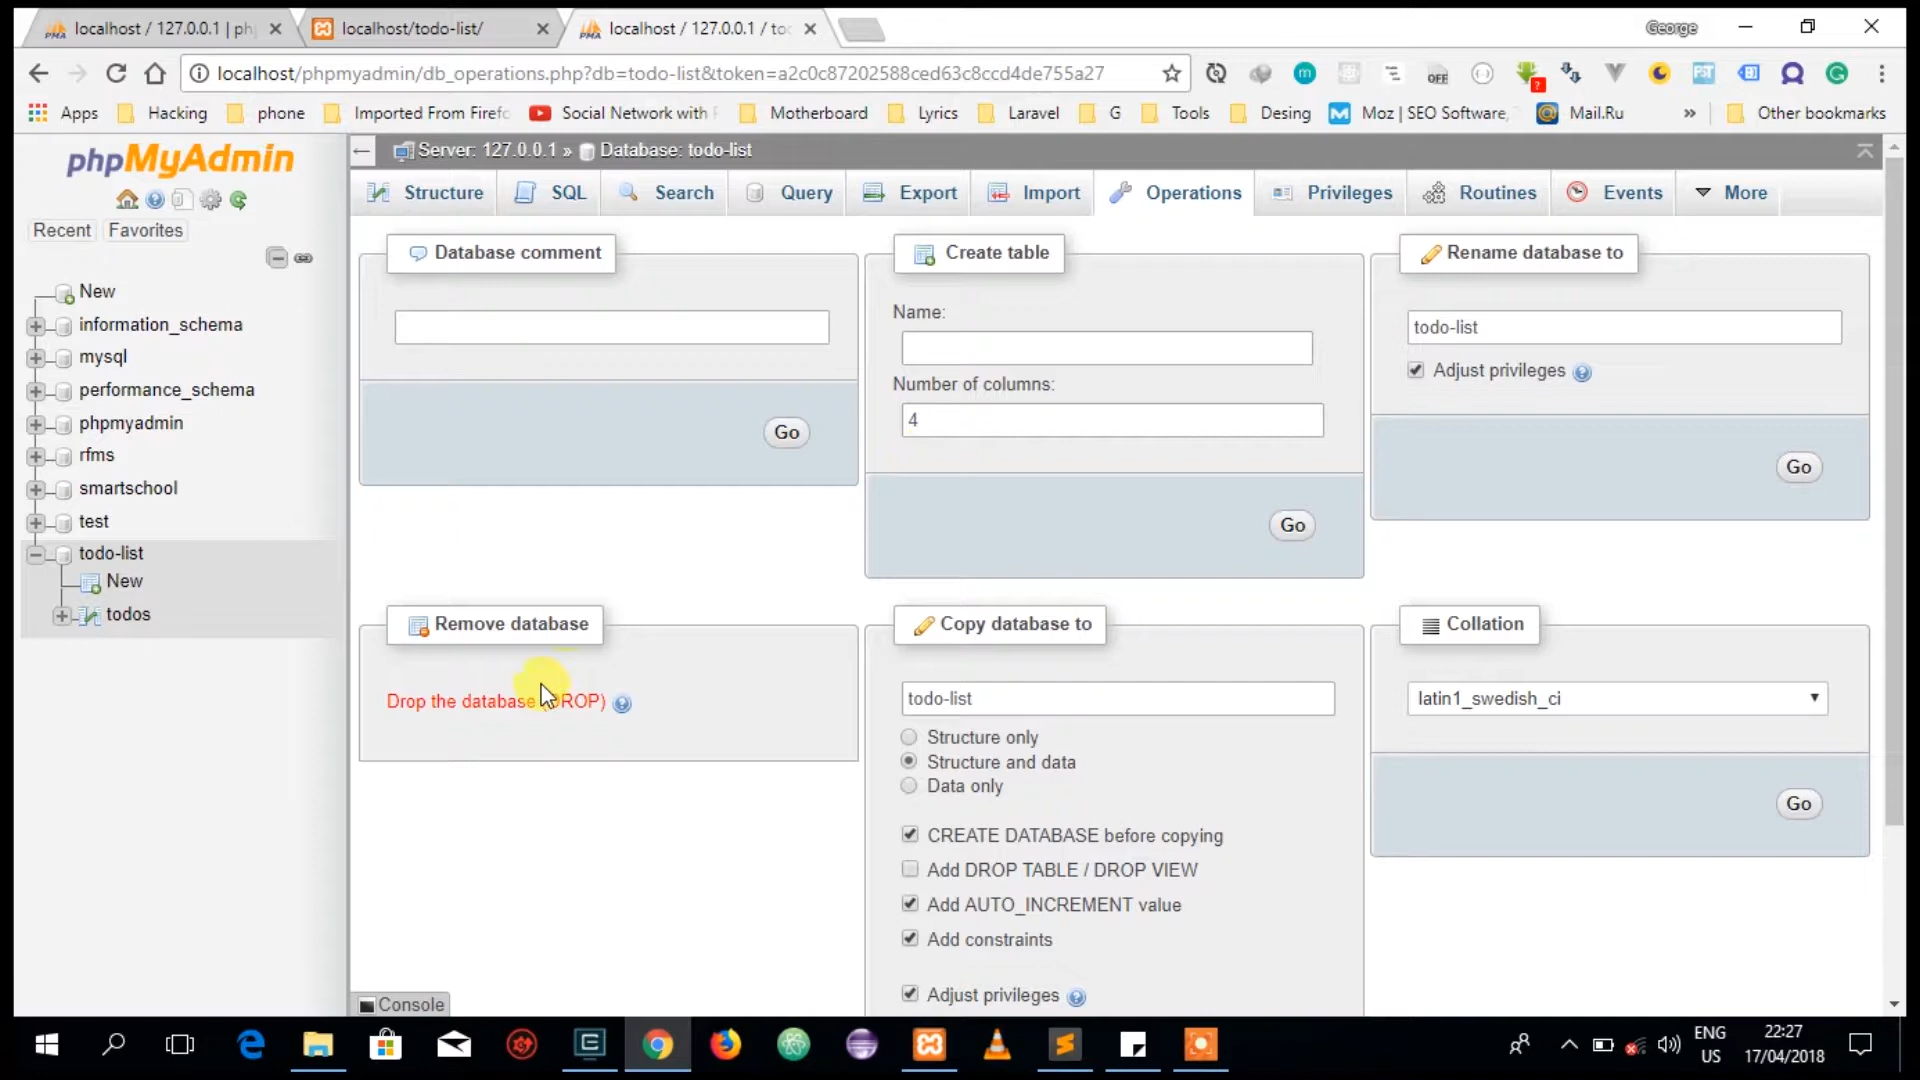 localhost / 127.0.0.1 | ph
localhost/todo-list/
localhost / 127.0.0.1 / to
George
localhost/phpmyadmin/db_operations.php?db=todo-list&token=a2c0c87202588ced63c8ccd4de755a27
OFF
Apps
Hacking
phone
Imported From Firefo
Social Network with
Motherboard
Lyrics
Laravel
G
Tools
Desing
Moz | SEO Software,
Mail.Ru
»
Other bookmarks
phpMyAdmin
Recent
Favorites
New
information_schema
mysql
performance_schema
phpmyadmin
rfms
smartschool
test
todo-list
New
todos
Server: 127.0.0.1 » Database: todo-list
Structure
SQL
Search
Query
Export
Import
Operations
Privileges
Routines
Events
More
Database comment
Go
Create table
Name:
Number of columns:
4
Go
Rename database to
todo-list
Adjust privileges
Go
Remove database
Drop the database (DROP)
Copy database to
todo-list
Structure only
Structure and data
Data only
CREATE DATABASE before copying
Add DROP TABLE / DROP VIEW
Add AUTO_INCREMENT value
Add constraints
Adjust privileges
Collation
latin1_swedish_ci
Go
Console
ENG
US
22:27
17/04/2018